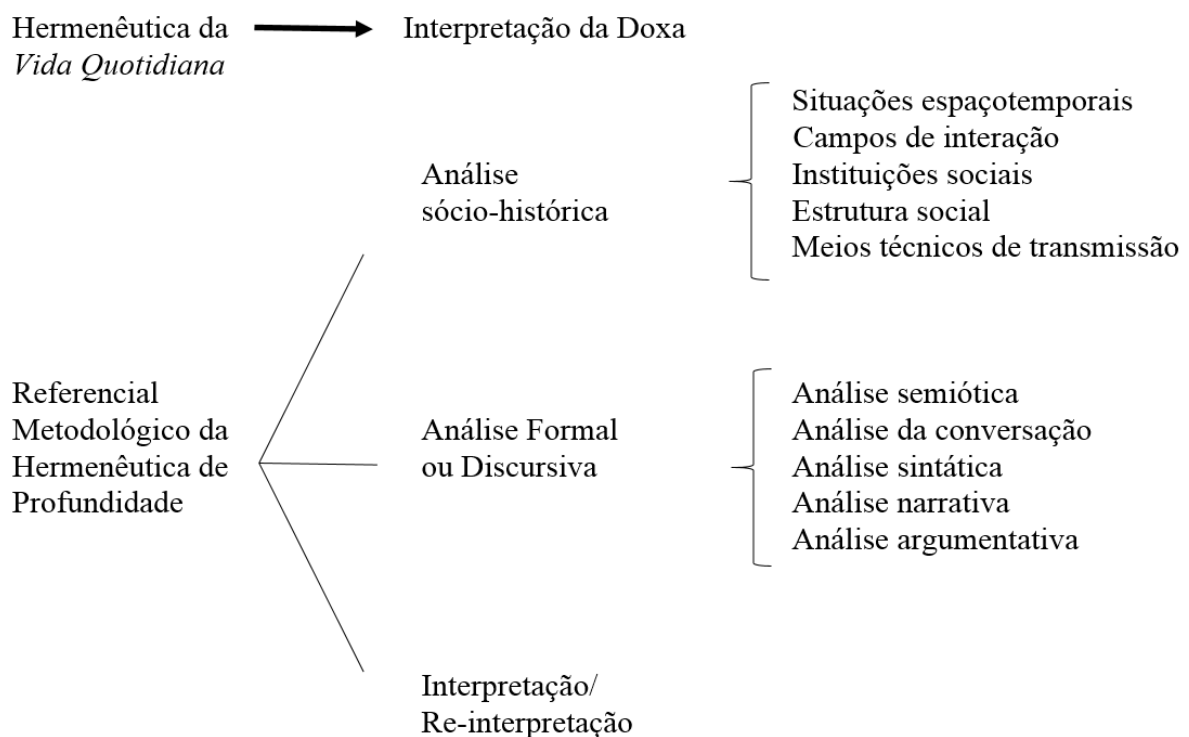 Hermenêutica da
Vida Quotidiana
Interpretação da Doxa
Análise
sócio-histórica
Situações espaçotemporais
Campos de interação
Instituições sociais
Estrutura social
Meios técnicos de transmissão
Referencial
Metodológico da
Hermenêutica de
Profundidade
Análise Formal
ou Discursiva
Análise semiótica
Análise da conversação
Análise sintática
Análise narrativa
Análise argumentativa
Interpretação/
Re-interpretação